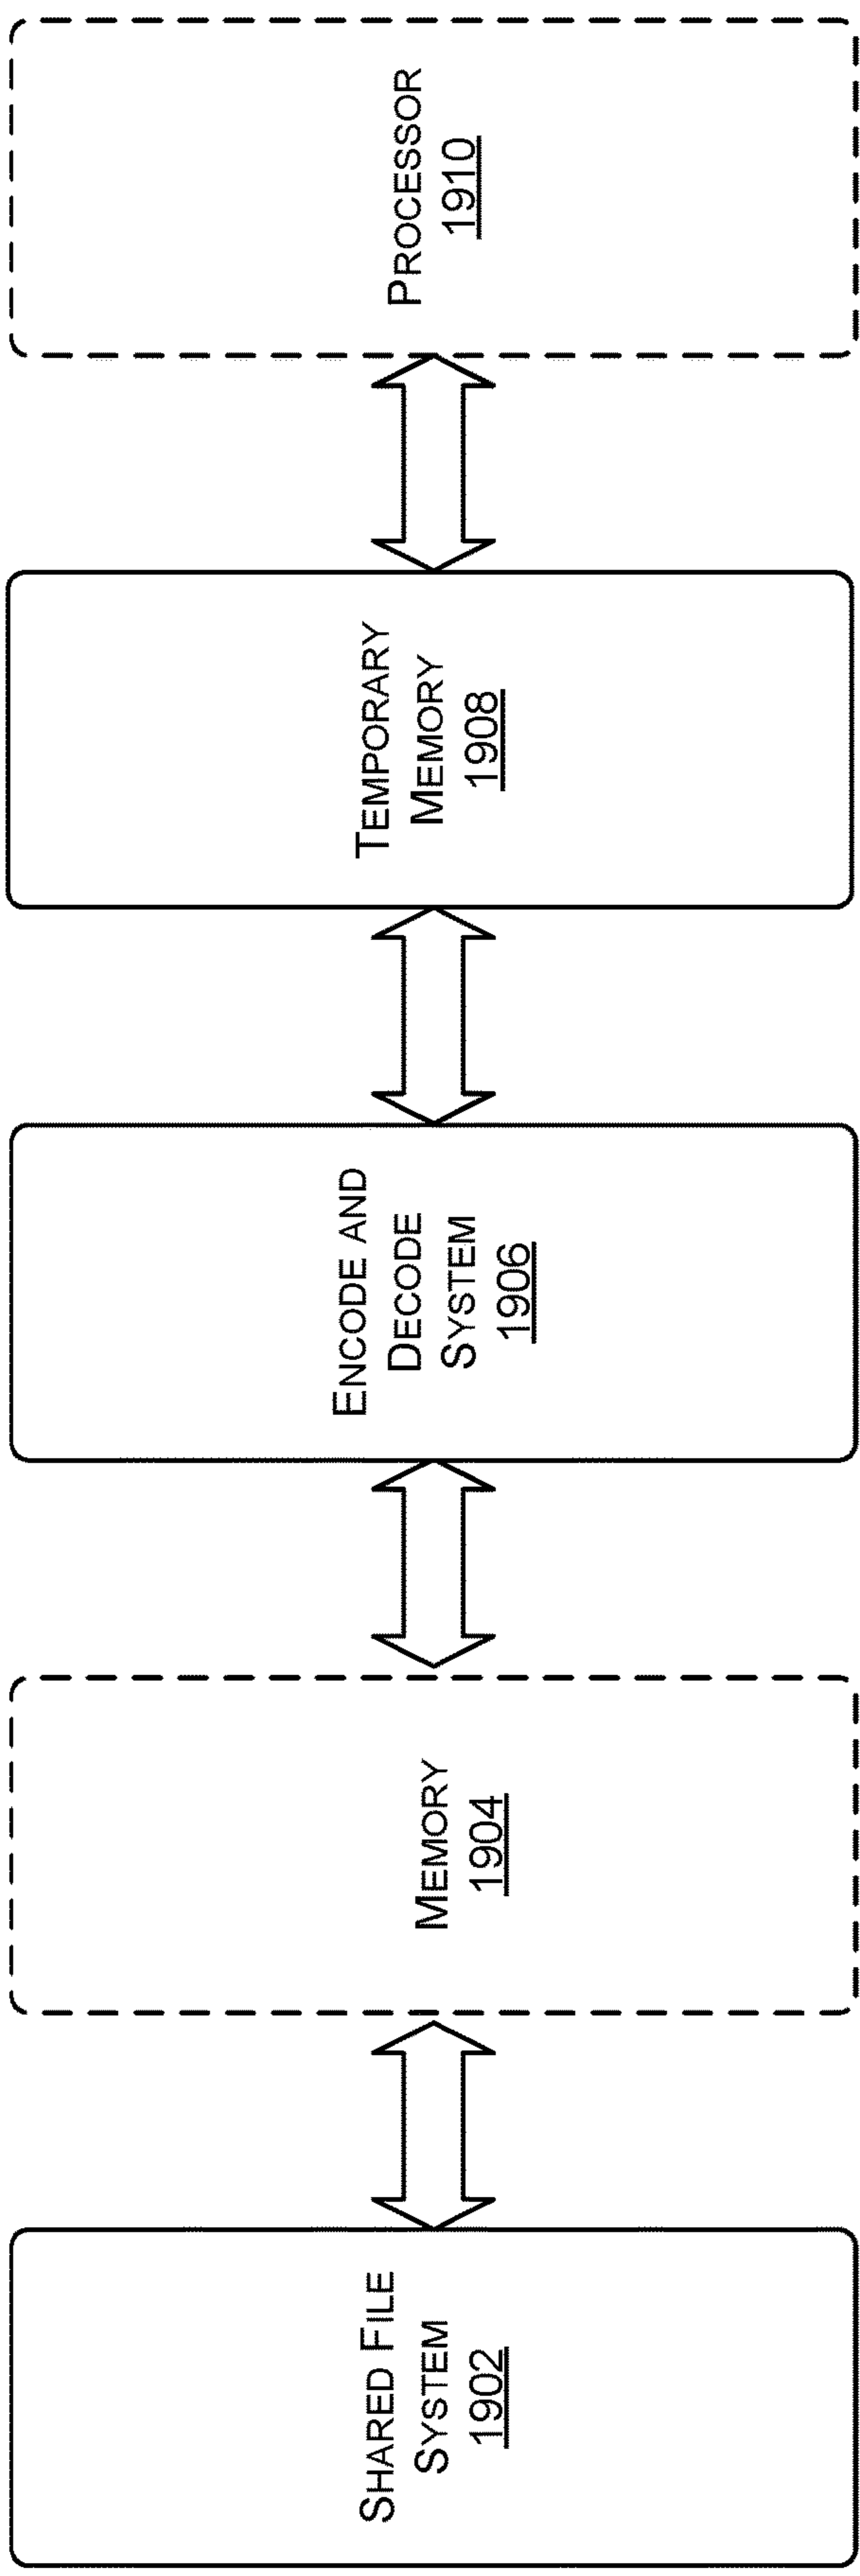 SHARED FILE
SYSTEM
1902
MEMORY
1904
ENCODE AND
DECODE
SYSTEM
1906
TEMPORARY
MEMORY
1908
PROCESSOR
1910